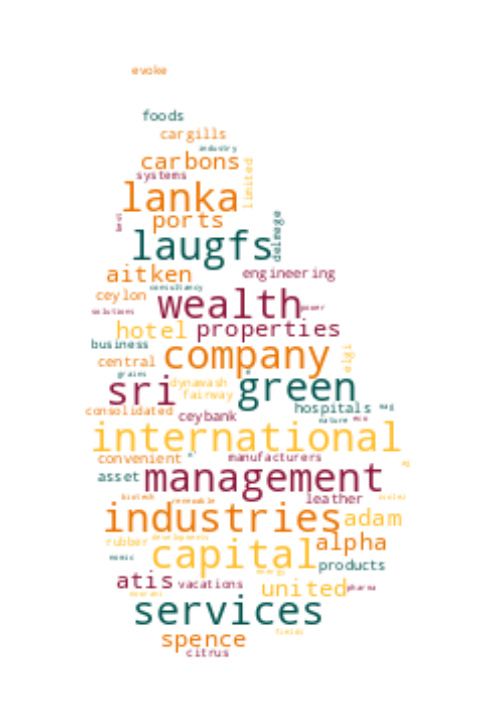 evoke
foods
cargills
industry
carbons
systems
limited
lanka
ports
delmege
laugfs
aitken
engineering
consultancy
ceylon
wealth
power
solutions
hotel
properties
business
company
central
grains
sri
dynawash
green
fairway
consolidated
ceybank
hospitals
nature
international
convenient
manufacturers
asset
management
biotech
renewable
leather
industries
adam
rubber
developments
capital
alpha
products
energy
atis
vacations
united
pharma
services
spence
fields
citrus